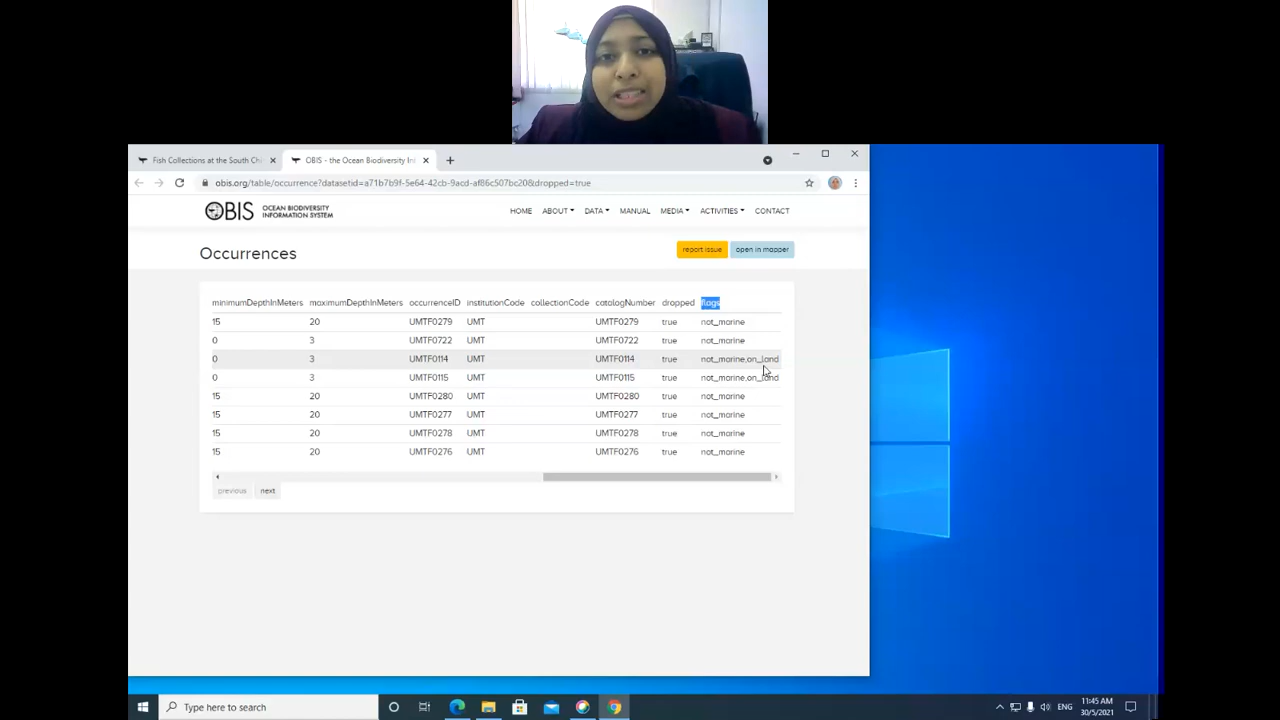 Fish Collections at the South Chi
OBIS - the Ocean Biodiversity Inf
obis.org/table/occurrence?datasetid=a71b7b9f-5e64-42cb-9acd-af86c507bc20&dropped=true
OBIS OCEAN BIODIVERSITY INFORMATION SYSTEM
HOME ABOUT DATA MANUAL MEDIA ACTIVITIES CONTACT
Occurrences
report issue open in mapper
minimumDepthInMeters maximumDepthInMeters occurrenceID institutionCode collectionCode catalogNumber dropped flags
15 20 UMTF0279 UMT UMTF0279 true not_marine
0 3 UMTF0722 UMT UMTF0722 true not_marine
0 3 UMTF0114 UMT UMTF0114 true not_marine,on_land
0 3 UMTF0115 UMT UMTF0115 true not_marine,on_land
15 20 UMTF0280 UMT UMTF0280 true not_marine
15 20 UMTF0277 UMT UMTF0277 true not_marine
15 20 UMTF0278 UMT UMTF0278 true not_marine
15 20 UMTF0276 UMT UMTF0276 true not_marine
previous next
Type here to search
ENG
11:45 AM
30/5/2021